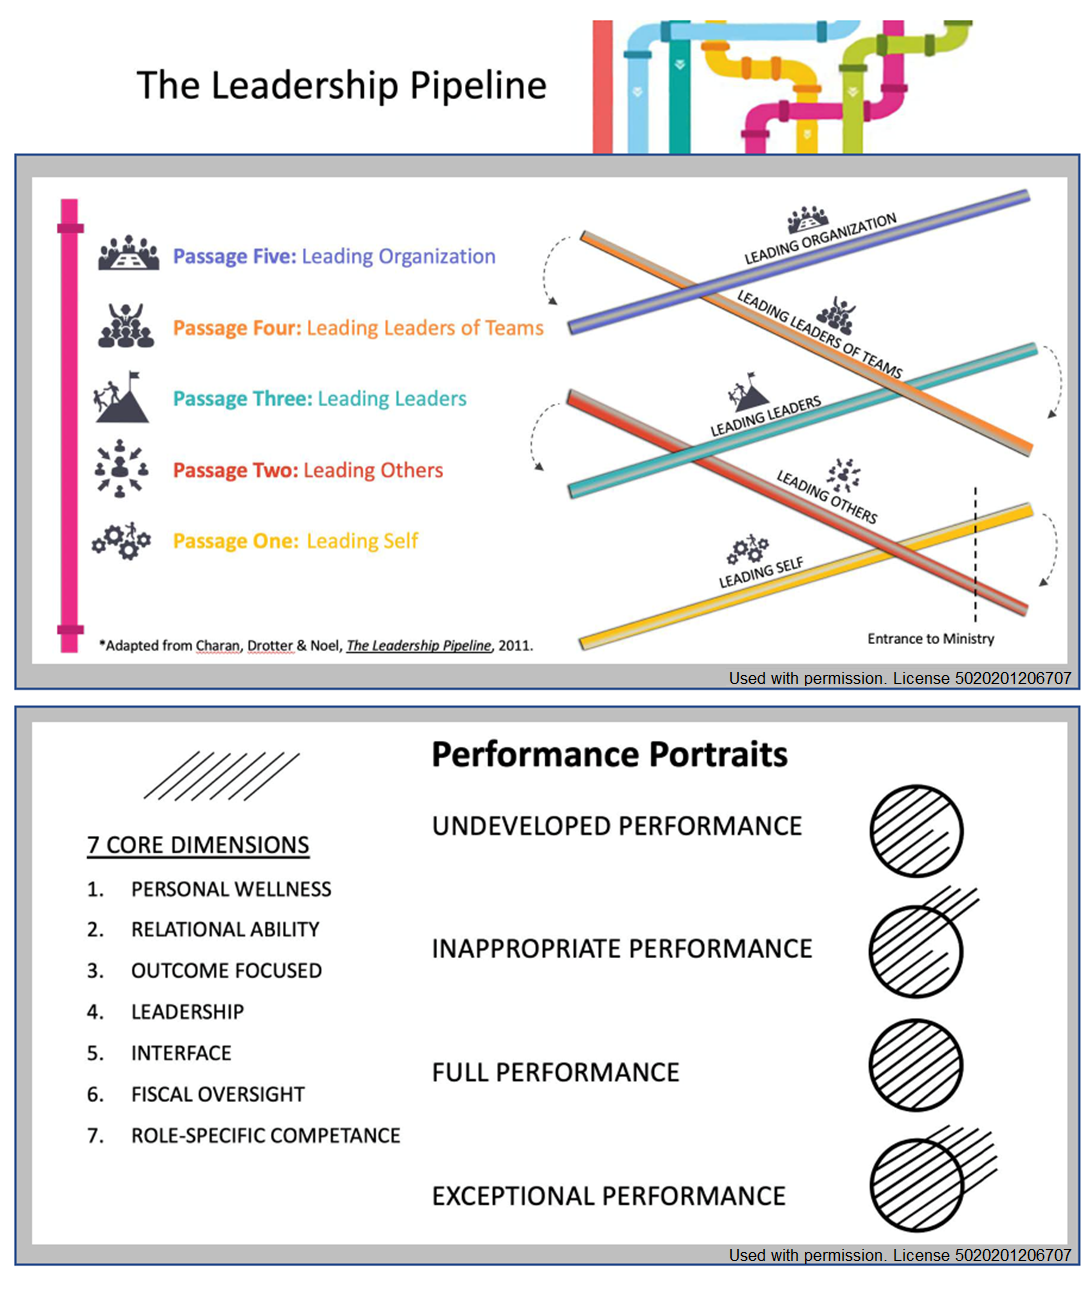 The Leadership Pipeline
Passage Five: Leading Organization
Passage Four: Leading Leaders of Teams
Passage Three: Leading Leaders
Passage Two: Leading Others
Passage One: Leading Self
*Adapted from Charan, Drotter & Noel, The Leadership Pipeline, 2011.
LEADING ORGANIZATION
LEADING LEADERS OF TEAMS
LEADING LEADERS
LEADING OTHERS
LEADING SELF
Entrance to Ministry
Used with permission. License 5020201206707
7 CORE DIMENSIONS
1. PERSONAL WELLNESS
2. RELATIONAL ABILITY
3. OUTCOME FOCUSED
4. LEADERSHIP
5. INTERFACE
6. FISCAL OVERSIGHT
7. ROLE-SPECIFIC COMPETANCE
Performance Portraits
UNDEVELOPED PERFORMANCE
INAPPROPRIATE PERFORMANCE
FULL PERFORMANCE
EXCEPTIONAL PERFORMANCE
Used with permission. License 5020201206707